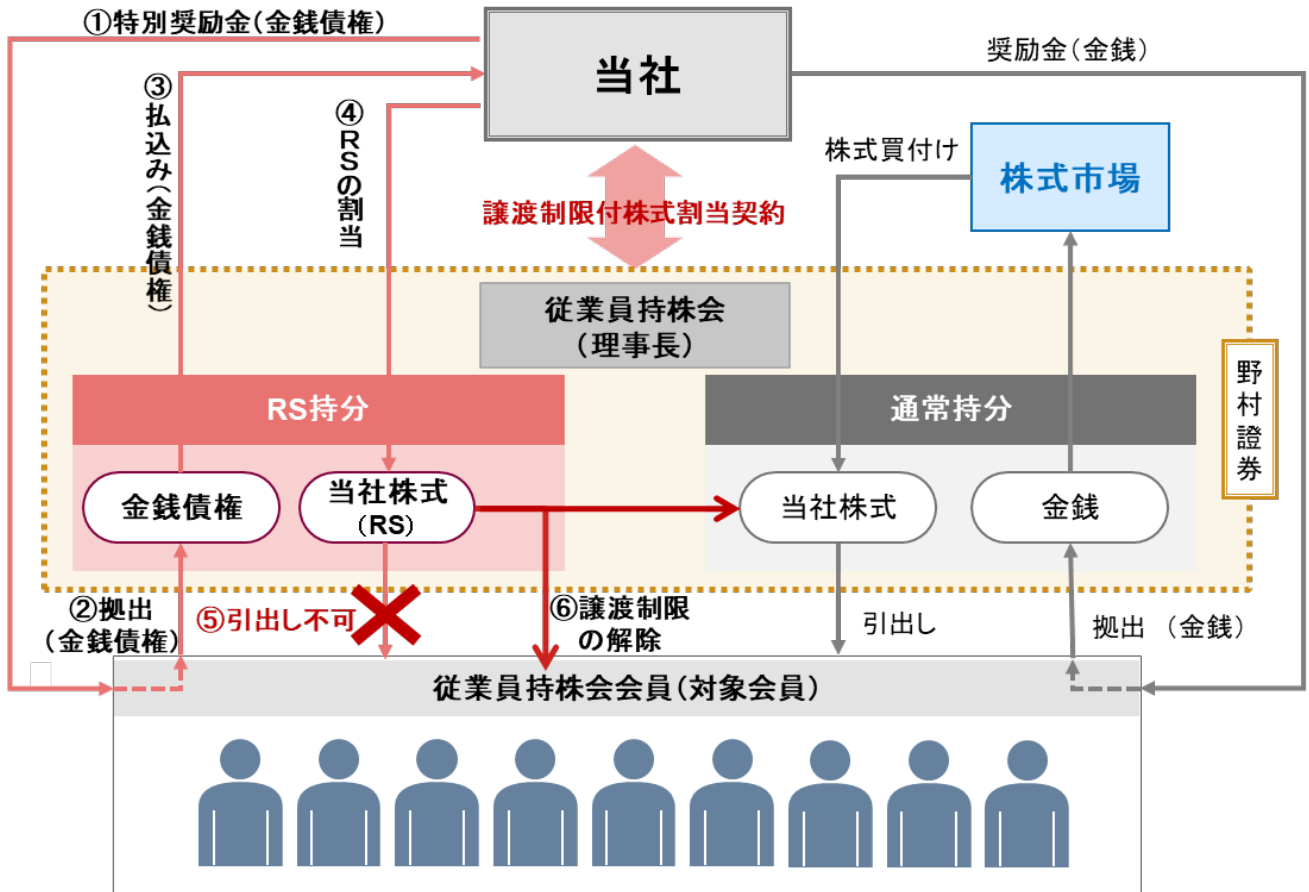 ①特別奨励金(金銭債権)
当社
奨励金(金銭)
③払込み(金銭債権)
④RSの割当
株式買付け
株式市場
譲渡制限付株式割当契約
従業員持株会
(理事長)
野村證券
RS持分
通常持分
金銭債権
当社株式
(RS)
当社株式
金銭
②拠出
(金銭債権)
⑤引出し不可
⑥譲渡制限
の解除
引出し
拠出 (金銭)
従業員持株会会員(対象会員)